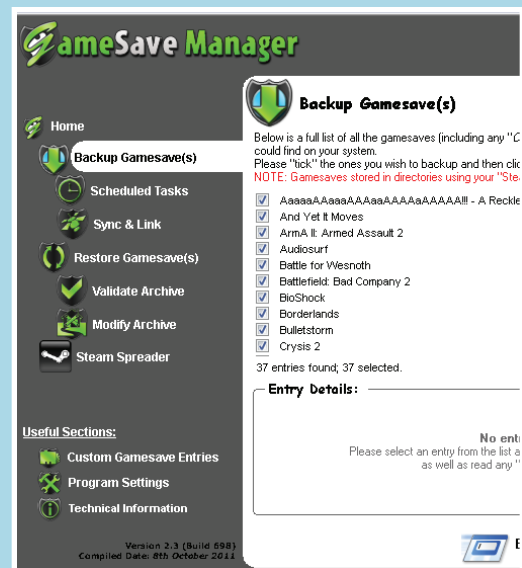 GameSave Manager
Home
Backup Gamesave(s)
Scheduled Tasks
Sync & Link
Restore Gamesave(s)
Validate Archive
Modify Archive
Steam Spreader
Useful Sections:
Custom Gamesave Entries
Program Settings
Technical Information
Version 2.3 (Build 698)
Compiled Date: 8th October 2011
Backup Gamesave(s)
Below is a full list of all the gamesaves (including any "C
could find on your system.
Please "tick" the ones you wish to backup and then clic
NOTE: Gamesaves stored in directories using your "Stea
AaaaaAAaaaAAAaaAAAAaAAAAA!!! - A Reckle
And Yet It Moves
ArmA II: Armed Assault 2
Audiosurf
Battle for Wesnoth
Battlefield: Bad Company 2
BioShock
Borderlands
Bulletstorm
Crysis 2
37 entries found; 37 selected.
Entry Details:
No entr
Please select an entry from the list a
as well as read any "